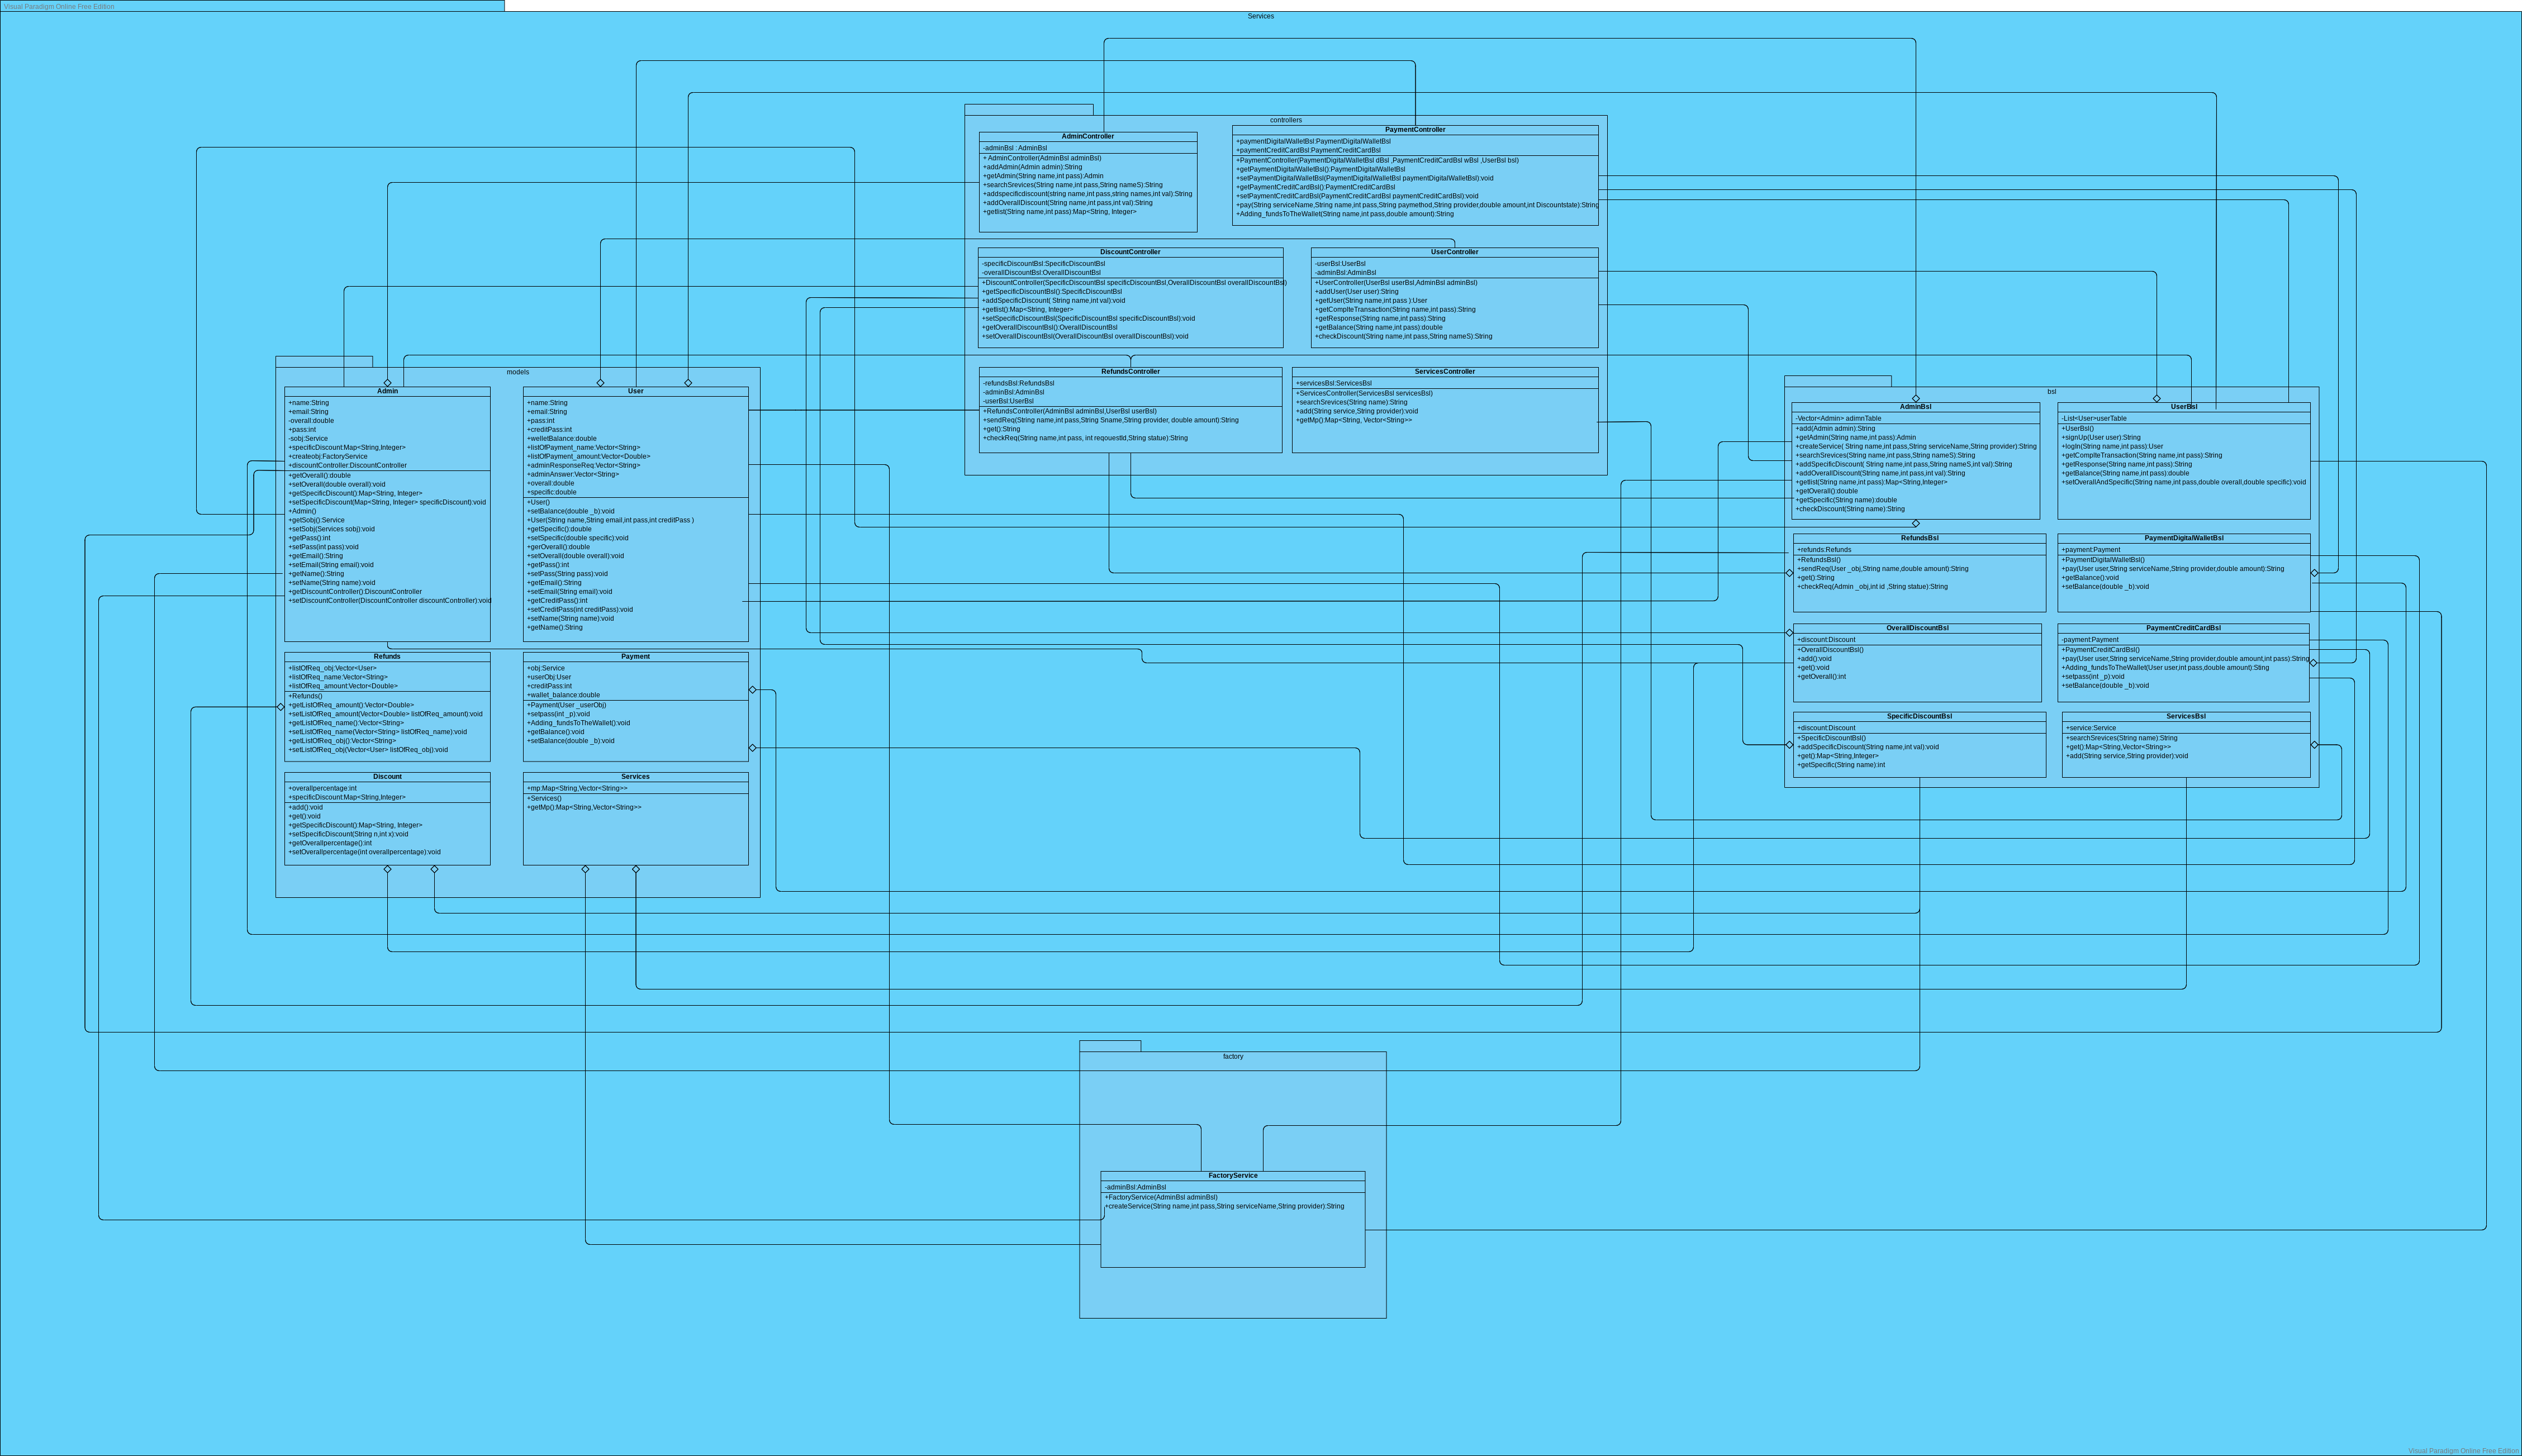 Visual Paradigm Online Free Edition
Services
controllers
AdminController
-adminBsl : AdminBsl
+ AdminController(AdminBsl adminBsl)
+addAdmin(Admin admin):String
+getAdmin(String name,int pass):Admin
+searchSrevices(String name,int pass,String nameS):String
+addspecificdiscount(string name,int pass,string names,int val):String
+addOverallDiscount(String name,int pass,int val):String
+getlist(String name,int pass):Map<String, Integer>
PaymentController
+paymentDigitalWalletBsl:PaymentDigitalWalletBsl
+paymentCreditCardBsl:PaymentCreditCardBsl
+PaymentController(PaymentDigitalWalletBsl dBsl ,PaymentCreditCardBsl wBsl ,UserBsl bsl)
+getPaymentDigitalWalletBsl():PaymentDigitalWalletBsl
+setPaymentDigitalWalletBsl(PaymentDigitalWalletBsl paymentDigitalWalletBsl):void
+getPaymentCreditCardBsl():PaymentCreditCardBsl
+setPaymentCreditCardBsl(PaymentCreditCardBsl paymentCreditCardBsl):void
+pay(String serviceName,String name,int pass,String paymethod,String provider,double amount,int Discountstate):String
+Adding_fundsToTheWallet(String name,int pass,double amount):String
DiscountController
-specificDiscountBsl:SpecificDiscountBsl
-overallDiscountBsl:OverallDiscountBsl
+DiscountController(SpecificDiscountBsl specificDiscountBsl,OverallDiscountBsl overallDiscountBsl)
+getSpecificDiscountBsl():SpecificDiscountBsl
+addSpecificDiscount( String name,int val):void
+getlist():Map<String, Integer>
+setSpecificDiscountBsl(SpecificDiscountBsl specificDiscountBsl):void
+getOverallDiscountBsl():OverallDiscountBsl
+setOverallDiscountBsl(OverallDiscountBsl overallDiscountBsl):void
UserController
-userBsl:UserBsl
-adminBsl:AdminBsl
+UserController(UserBsl userBsl,AdminBsl adminBsl)
+addUser(User user):String
+getUser(String name,int pass ):User
+getComplteTransaction(String name,int pass):String
+getResponse(String name,int pass):String
+getBalance(String name,int pass):double
+checkDiscount(String name,int pass,String nameS):String
RefundsController
-refundsBsl:RefundsBsl
-adminBsl:AdminBsl
-userBsl:UserBsl
+RefundsController(AdminBsl adminBsl,UserBsl userBsl)
+sendReq(String name,int pass,String Sname,String provider, double amount):String
+get():String
+checkReq(String name,int pass, int reqouestId,String statue):String
ServicesController
+servicesBsl:ServicesBsl
+ServicesController(ServicesBsl servicesBsl)
+searchSrevices(String name):String
+add(String service,String provider):void
+getMp():Map<String, Vector<String>>
models
Admin
+name:String
+email:String
-overall:double
+pass:int
-sobj:Service
+specificDiscount:Map<String,Integer>
+createobj:FactoryService
+discountController:DiscountController
+getOverall():double
+setOverall(double overall):void
+getSpecificDiscount():Map<String, Integer>
+setSpecificDiscount(Map<String, Integer> specificDiscount):void
+Admin()
+getSobj():Service
+setSobj(Services sobj):void
+getPass():int
+setPass(int pass):void
+getEmail():String
+setEmail(String email):void
+getName():String
+setName(String name):void
+getDiscountController():DiscountController
+setDiscountController(DiscountController discountController):void
User
+name:String
+email:String
+pass:int
+creditPass:int
+welletBalance:double
+listOfPayment_name:Vector<String>
+listOfPayment_amount:Vector<Double>
+adminResponseReq:Vector<String>
+adminAnswer:Vector<String>
+overall:double
+specific:double
+User()
+setBalance(double _b):void
+User(String name,String email,int pass,int creditPass )
+getSpecific():double
+setSpecific(double specific):void
+gerOverall():double
+setOverall(double overall):void
+getPass():int
+setPass(String pass):void
+getEmail():String
+setEmail(String email):void
+getCreditPass():int
+setCreditPass(int creditPass):void
+setName(String name):void
+getName():String
Refunds
+listOfReq_obj:Vector<User>
+listOfReq_name:Vector<String>
+listOfReq_amount:Vector<Double>
+Refunds()
+getListOfReq_amount():Vector<Double>
+setListOfReq_amount(Vector<Double> listOfReq_amount):void
+getListOfReq_name():Vector<String>
+setListOfReq_name(Vector<String> listOfReq_name):void
+getListOfReq_obj():Vector<String>
+setListOfReq_obj(Vector<User> listOfReq_obj):void
Payment
+obj:Service
+userObj:User
+creditPass:int
+wallet_balance:double
+Payment(User _userObj)
+setpass(int _p):void
+Adding_fundsToTheWallet():void
+getBalance():void
+setBalance(double _b):void
Discount
+overallpercentage:int
+specificDiscount:Map<String,Integer>
+add():void
+get():void
+getSpecificDiscount():Map<String, Integer>
+setSpecificDiscount(String n,int x):void
+getOverallpercentage():int
+setOverallpercentage(int overallpercentage):void
Services
+mp:Map<String,Vector<String>>
+Services()
+getMp():Map<String,Vector<String>>
bsl
AdminBsl
-Vector<Admin> adimnTable
+add(Admin admin):String
+getAdmin(String name,int pass):Admin
+createService( String name,int pass,String serviceName,String provider):String
+searchSrevices(String name,int pass,String nameS):String
+addSpecificDiscount( String name,int pass,String nameS,int val):String
+addOverallDiscount(String name,int pass,int val):String
+getlist(String name,int pass):Map<String,Integer>
+getOverall():double
+getSpecific(String name):double
+checkDiscount(String name):String
UserBsl
-List<User>userTable
+UserBsl()
+signUp(User user):String
+logIn(String name,int pass):User
+getComplteTransaction(String name,int pass):String
+getResponse(String name,int pass):String
+getBalance(String name,int pass):double
+setOverallAndSpecific(String name,int pass,double overall,double specific):void
RefundsBsl
+refunds:Refunds
+RefundsBsl()
+sendReq(User _obj,String name,double amount):String
+get():String
+checkReq(Admin _obj,int id ,String statue):String
PaymentDigitalWalletBsl
+payment:Payment
+PaymentDigitalWalletBsl()
+pay(User user,String serviceName,String provider,double amount):String
+getBalance():void
+setBalance(double _b):void
OverallDiscountBsl
+discount:Discount
+OverallDiscountBsl()
+add():void
+get():void
+getOverall():int
PaymentCreditCardBsl
-payment:Payment
+PaymentCreditCardBsl()
+pay(User user,String serviceName,String provider,double amount,int pass):String
+Adding_fundsToTheWallet(User user,int pass,double amount):Sting
+setpass(int _p):void
+setBalance(double _b):void
SpecificDiscountBsl
+discount:Discount
+SpecificDiscountBsl()
+addSpecificDiscount(String name,int val):void
+get():Map<String,Integer>
+getSpecific(String name):int
ServicesBsl
+service:Service
+searchSrevices(String name):String
+get():Map<String,Vector<String>>
+add(String service,String provider):void
factory
FactoryService
-adminBsl:AdminBsl
+FactoryService(AdminBsl adminBsl)
+createService(String name,int pass,String serviceName,String provider):String
Visual Paradigm Online Free Edition